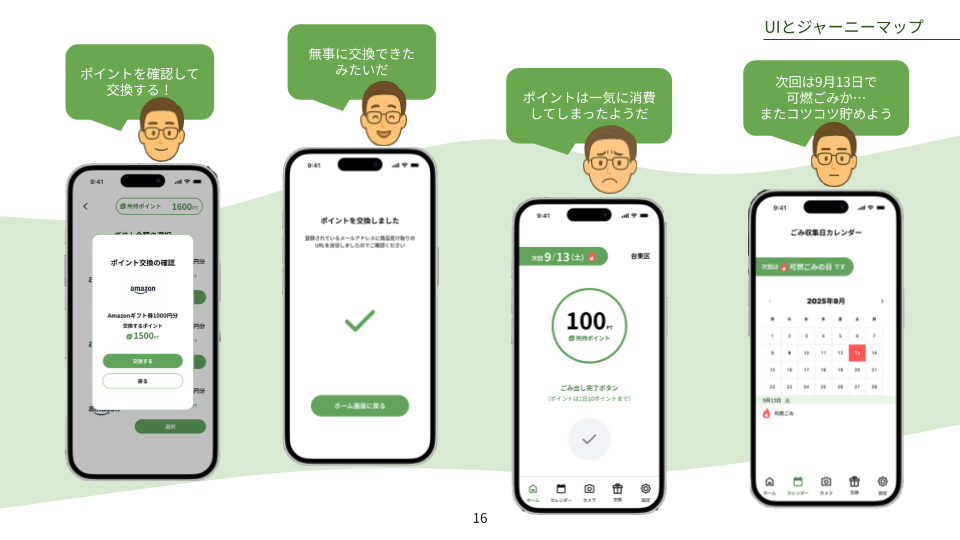 UIとジャーニーマップ
ポイントを確認して
交換する！
9:41
所持ポイント 1600PT
ポイント交換の確認
amazon
Amazonギフト券1000円分
交換するポイント
1500PT
交換する
戻る
選択
無事に交換できた
みたいだ
9:41
ポイントを交換しました
登録されているメールアドレスに商品受け取りの
URLを送信しましたのでご確認ください
ホーム画面に戻る
ポイントは一気に消費
してしまったようだ
9:41
次回 9/13(土)
台東区
100PT
所持ポイント
ごみ出し完了ボタン
(ポイントは1日10ポイントまで)
ホーム カレンダー カメラ 交換 設定
次回は9月13日で
可燃ごみか…
またコツコツ貯めよう
9:41
ごみ収集日カレンダー
次回は 可燃ごみの日 です
2025年9月
月 火 水 木 金 土 日
1 2 3 4 5 6 7
8 9 10 11 12 13 14
15 16 17 18 19 20 21
22 23 24 25 26 27 28
9月13日 土
可燃ごみ
ホーム カレンダー カメラ 交換 設定
16